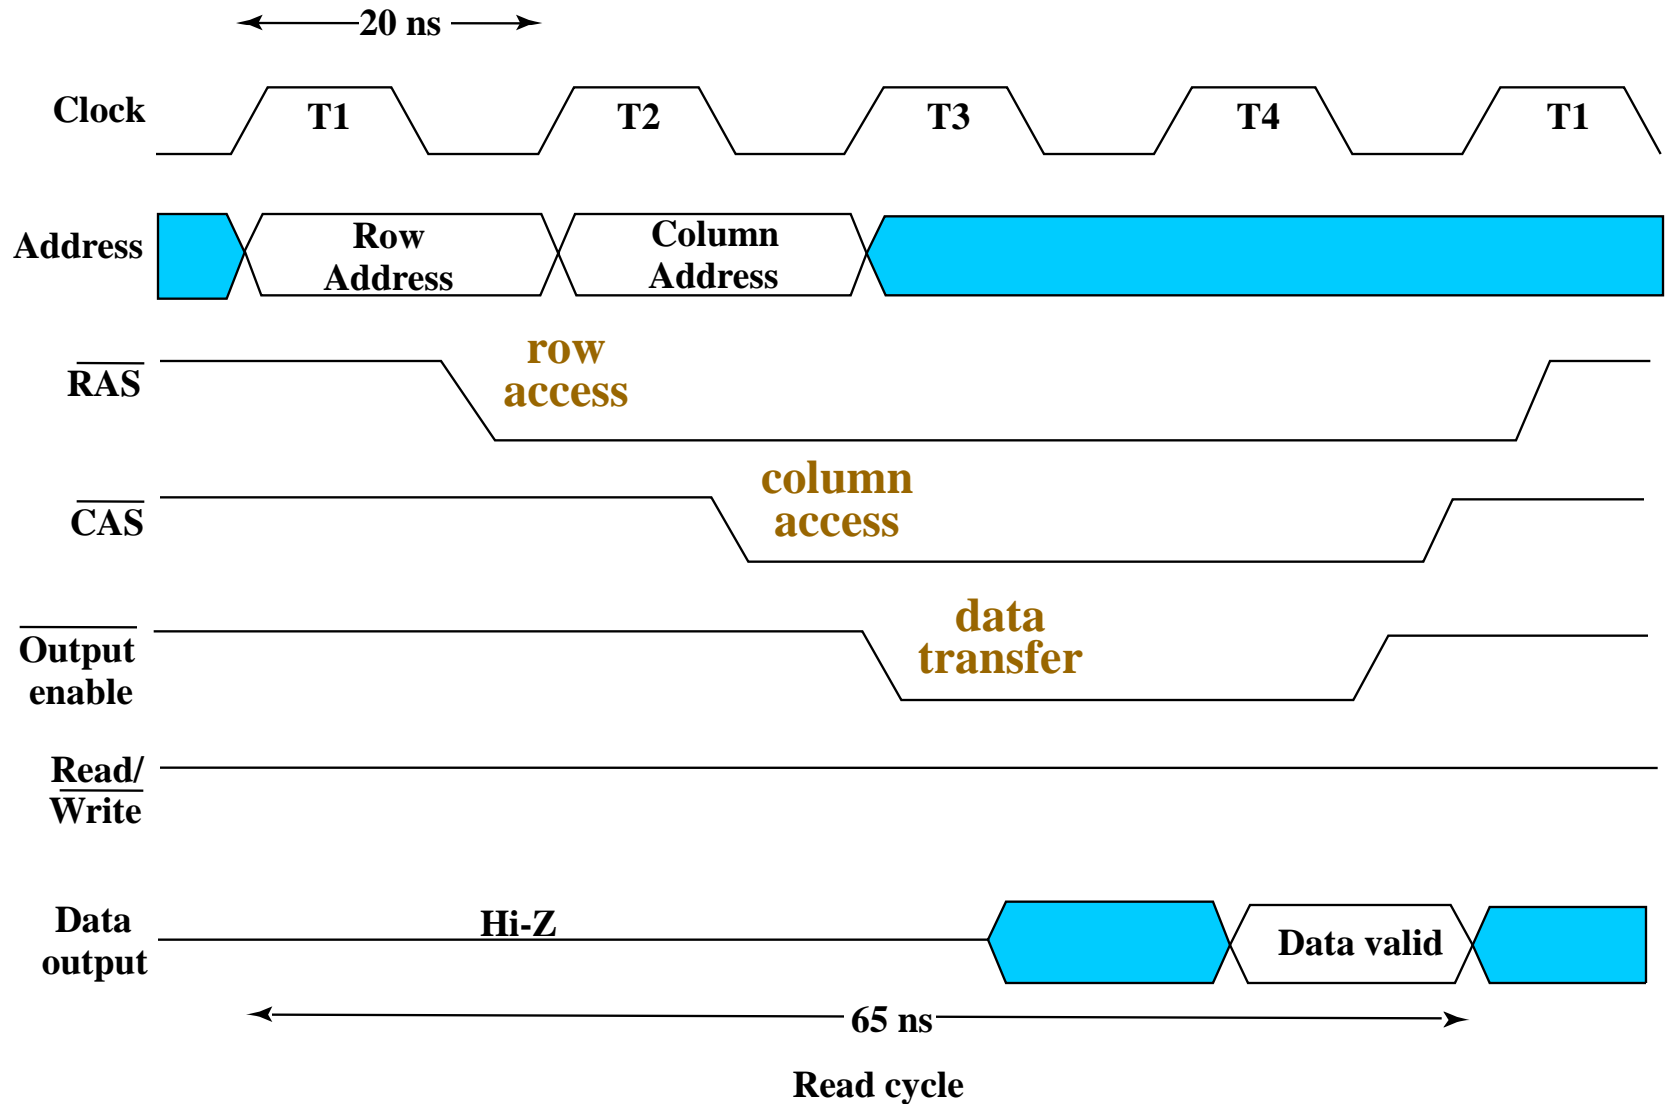 20 ns
Clock
T1
T2
T3
T4
T1
Address
Row
Address
Column
Address
RAS
row
access
CAS
column
access
Output
enable
data
transfer
Read/
Write
Data
output
Hi-Z
Data valid
65 ns
Read cycle